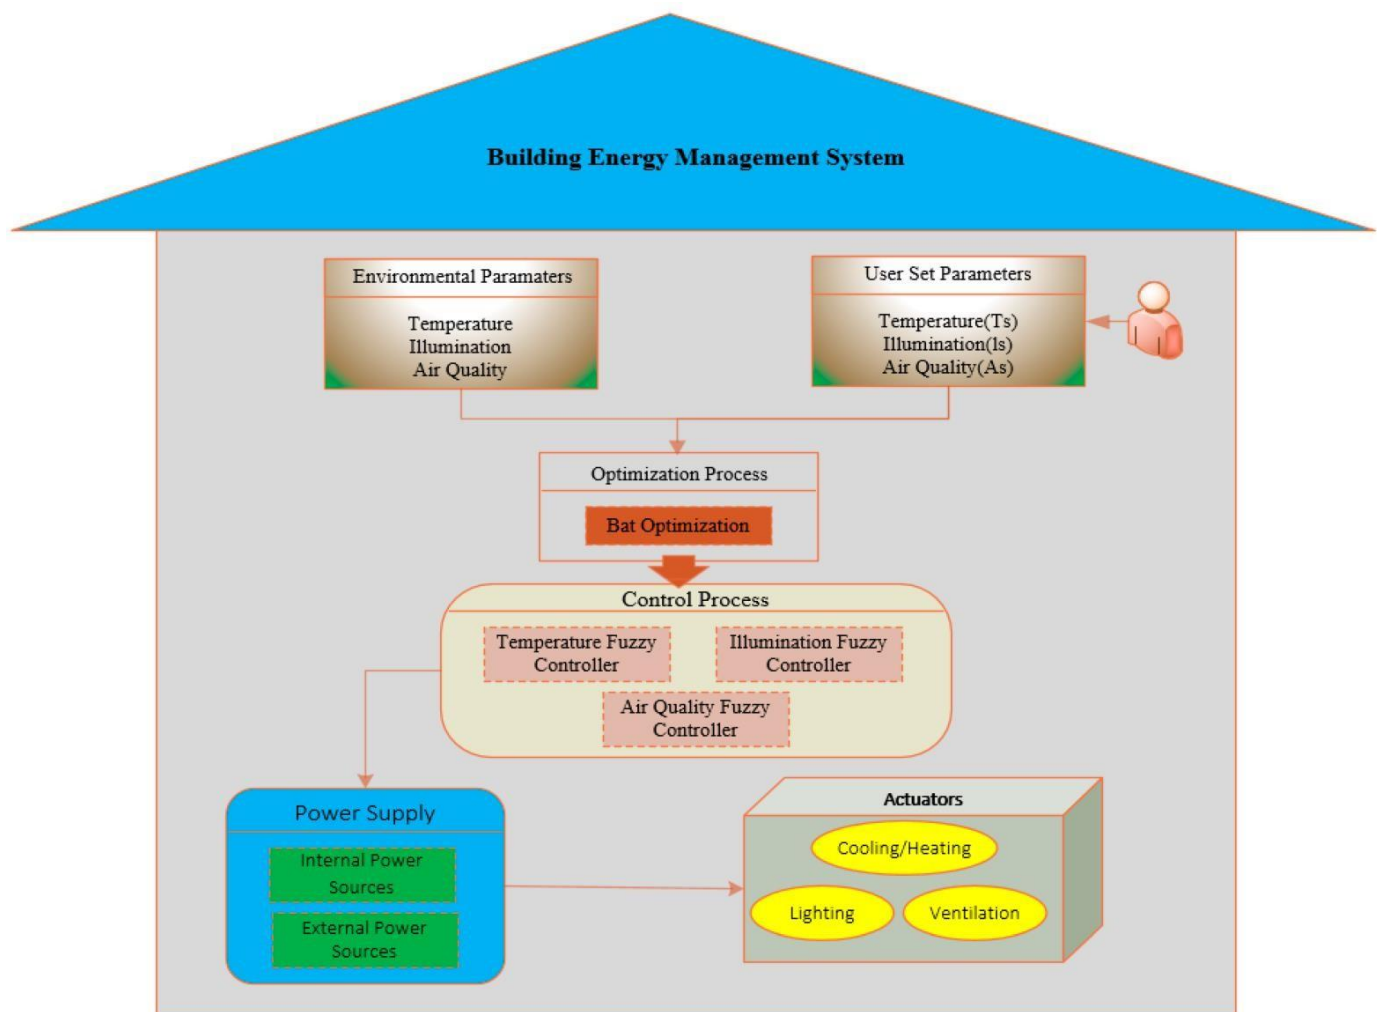 Building Energy Management System
Environmental Paramaters
Temperature
Illumination
Air Quality
User Set Parameters
Temperature(Ts)
Illumination(ls)
Air Quality(As)
Optimization Process
Bat Optimization
Control Process
Temperature Fuzzy
Controller
Illumination Fuzzy
Controller
Air Quality Fuzzy
Controller
Power Supply
Internal Power
Sources
External Power
Sources
Actuators
Cooling/Heating
Lighting
Ventilation